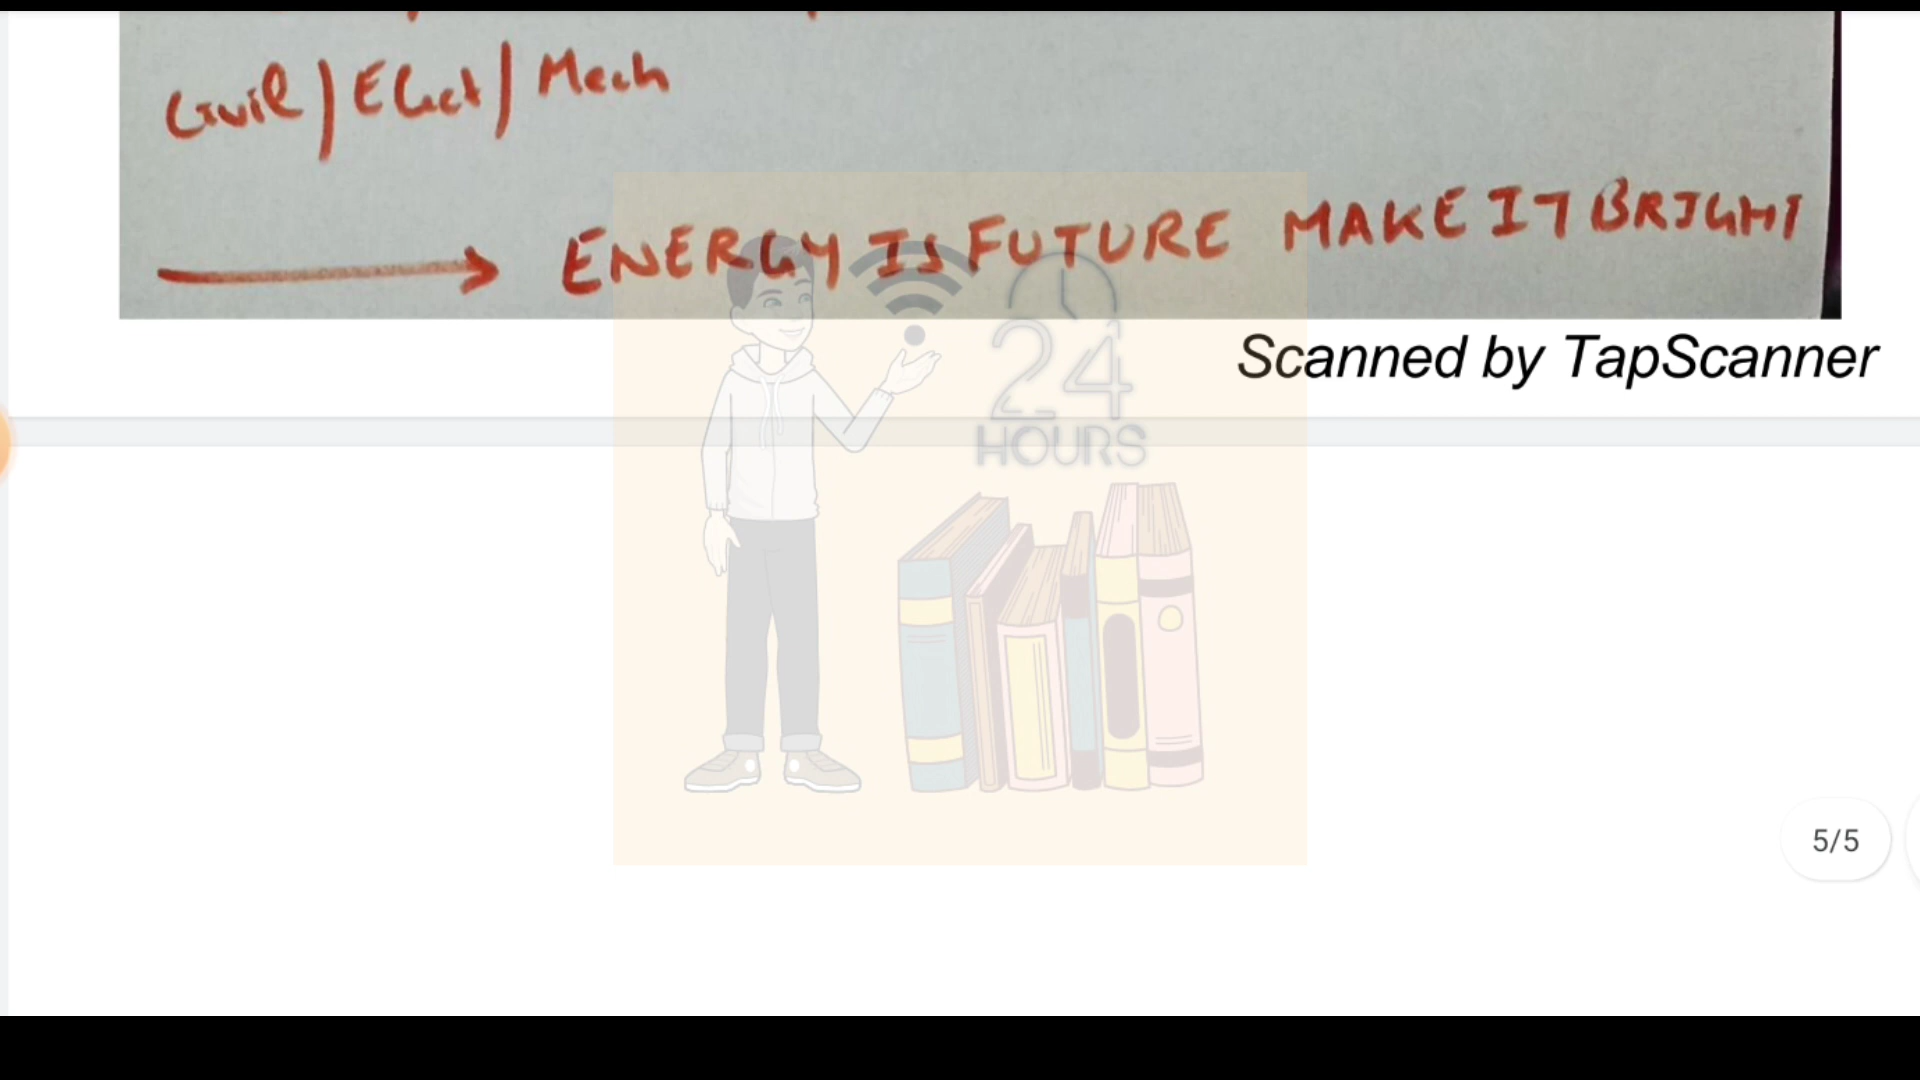 Civil/Elect/Mech
ENERGY IS FUTURE MAKE IT BRIGHT
Scanned by TapScanner
24
HOURS
5/5